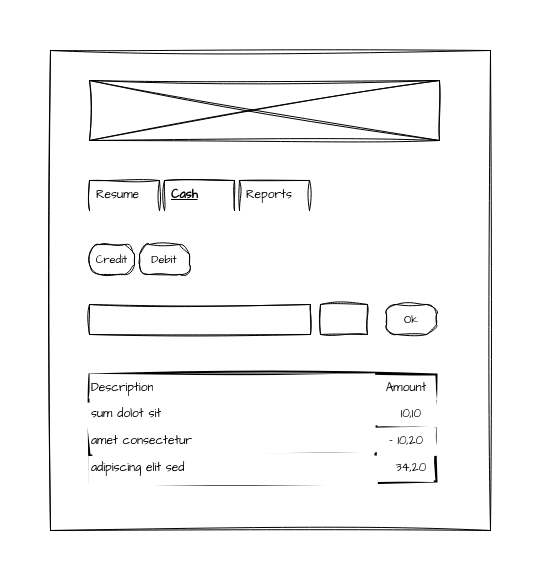 Resume Cash Reports
Credit Debit
Ok
Description Amount
sum dolot sit 10,10
amet consectetur - 10,20
adipiscing elit sed 34,20